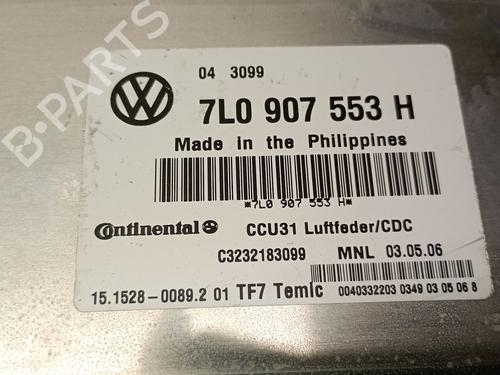 B-PARTS
04 3099
7L0 907 553 H
Made in the Philippines
*7L0 907 553 H*
Continental CCU31 Luftfeder/CDC
C3232183099 MNL 03.05.06
15.1528-0089.2 01 TF7 Temic 0040332203 0349 03 05 06 8